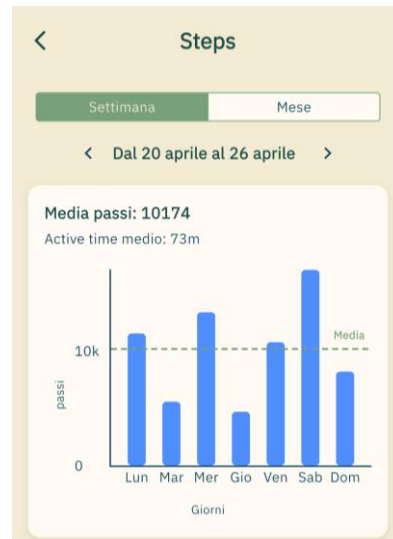 Steps
Settimana Mese
Dal 20 aprile al 26 aprile
Media passi: 10174
Active time medio: 73m
Media
10k
passi
0
Lun Mar Mer Gio Ven Sab Dom
Giorni